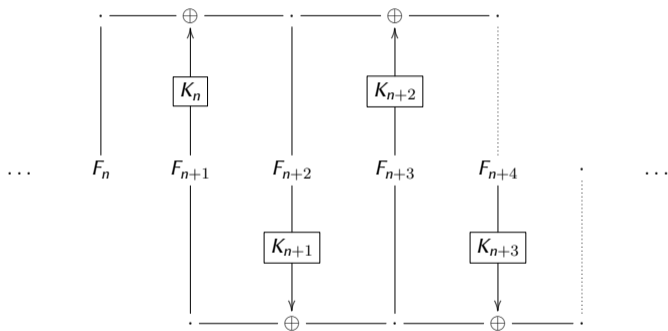 ⊕ ⊕
K_n K_{n+2}
... F_n F_{n+1} F_{n+2} F_{n+3} F_{n+4} ...
K_{n+1} K_{n+3}
⊕ ⊕